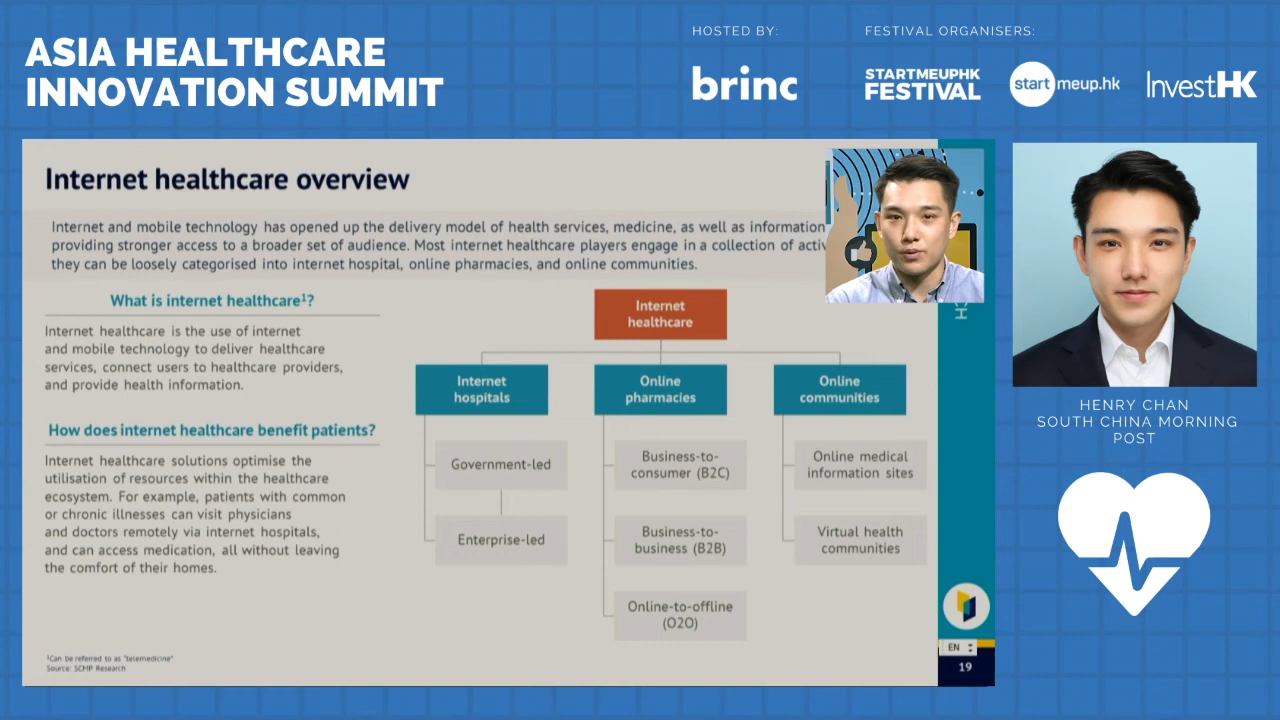 ASIA HEALTHCARE
INNOVATION SUMMIT
HOSTED BY:
brinc
FESTIVAL ORGANISERS:
STARTMEUPHK
FESTIVAL
startmeup.hk
InvestHK
Internet healthcare overview
Internet and mobile technology has opened up the delivery model of health services, medicine, as well as information
providing stronger access to a broader set of audience. Most internet healthcare players engage in a collection of
they can be loosely categorised into internet hospital, online pharmacies, and online communities.
What is internet healthcare¹?
Internet healthcare is the use of internet
and mobile technology to deliver healthcare
services, connect users to healthcare providers,
and provide health information.
How does internet healthcare benefit patients?
Internet healthcare solutions optimise the
utilisation of resources within the healthcare
ecosystem. For example, patients with common
or chronic illnesses can visit physicians
and doctors remotely via internet hospitals,
and can access medication, all without leaving
the comfort of their homes.
Internet
healthcare
Internet
hospitals
Government-led
Enterprise-led
Online
pharmacies
Business-to-
consumer (B2C)
Business-to-
business (B2B)
Online-to-offline
(O2O)
Online
communities
Online medical
information sites
Virtual health
communities
¹Can be referred to as "telemedicine"
Source: SCMP Research
EN
19
HENRY CHAN
SOUTH CHINA MORNING
POST